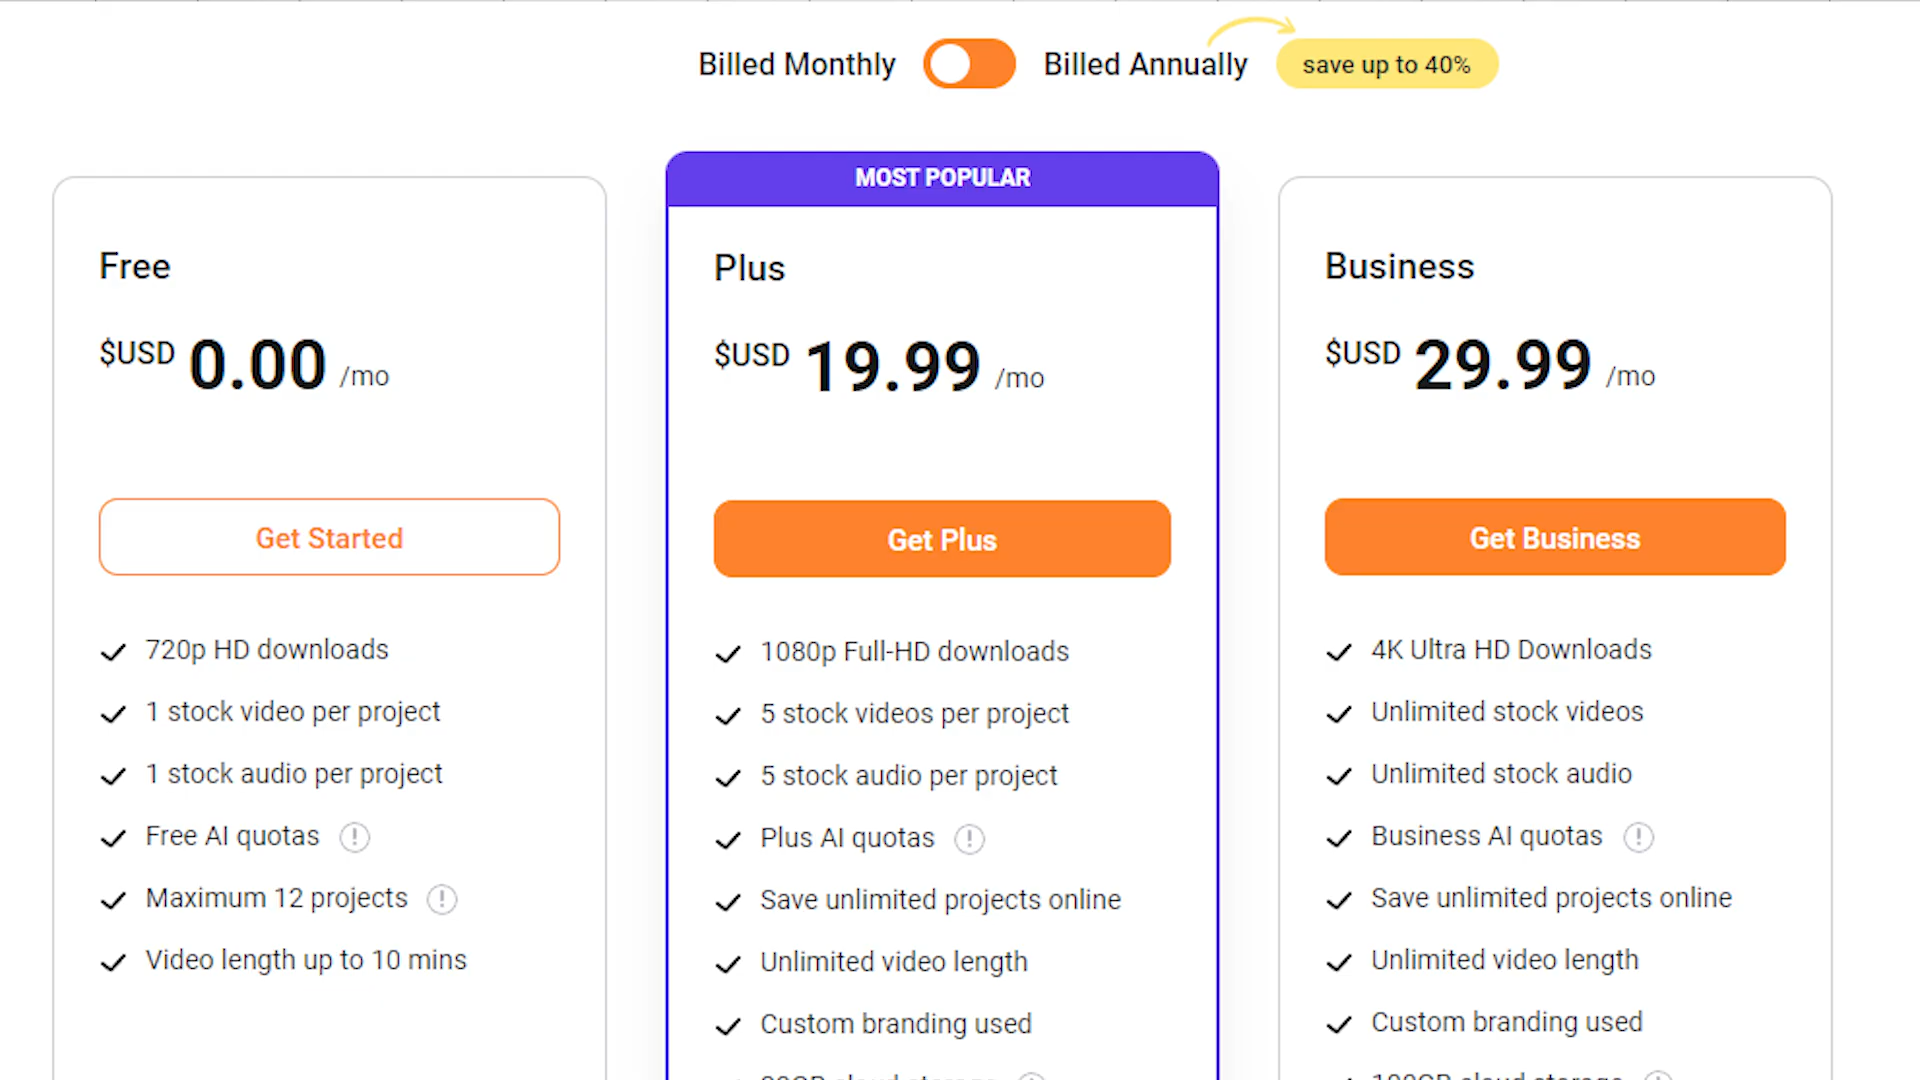 Billed Monthly
Billed Annually
save up to 40%
Free
$USD 0.00 /mo
Get Started
720p HD downloads
1 stock video per project
1 stock audio per project
Free AI quotas
Maximum 12 projects
Video length up to 10 mins
MOST POPULAR
Plus
$USD 19.99 /mo
Get Plus
1080p Full-HD downloads
5 stock videos per project
5 stock audio per project
Plus AI quotas
Save unlimited projects online
Unlimited video length
Custom branding used
Business
$USD 29.99 /mo
Get Business
4K Ultra HD Downloads
Unlimited stock videos
Unlimited stock audio
Business AI quotas
Save unlimited projects online
Unlimited video length
Custom branding used